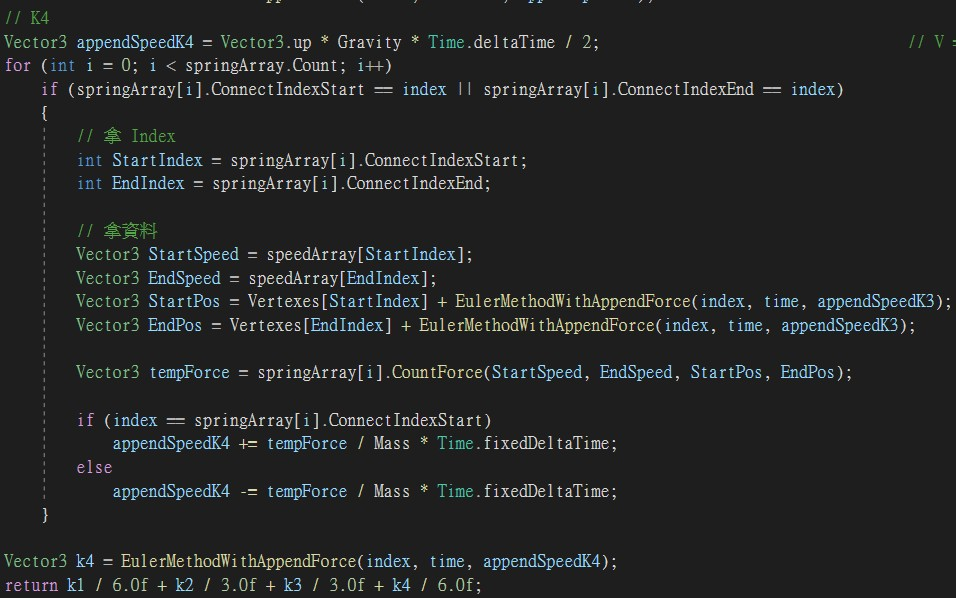 // K4
Vector3 appendSpeedK4 = Vector3.up * Gravity * Time.deltaTime / 2; // V =
for (int i = 0; i < springArray.Count; i++)
if (springArray[i].ConnectIndexStart == index || springArray[i].ConnectIndexEnd == index)
{
// 拿 Index
int StartIndex = springArray[i].ConnectIndexStart;
int EndIndex = springArray[i].ConnectIndexEnd;
// 拿資料
Vector3 StartSpeed = speedArray[StartIndex];
Vector3 EndSpeed = speedArray[EndIndex];
Vector3 StartPos = Vertexes[StartIndex] + EulerMethodWithAppendForce(index, time, appendSpeedK3);
Vector3 EndPos = Vertexes[EndIndex] + EulerMethodWithAppendForce(index, time, appendSpeedK3);
Vector3 tempForce = springArray[i].CountForce(StartSpeed, EndSpeed, StartPos, EndPos);
if (index == springArray[i].ConnectIndexStart)
appendSpeedK4 += tempForce / Mass * Time.fixedDeltaTime;
else
appendSpeedK4 -= tempForce / Mass * Time.fixedDeltaTime;
}
Vector3 k4 = EulerMethodWithAppendForce(index, time, appendSpeedK4);
return k1 / 6.0f + k2 / 3.0f + k3 / 3.0f + k4 / 6.0f;